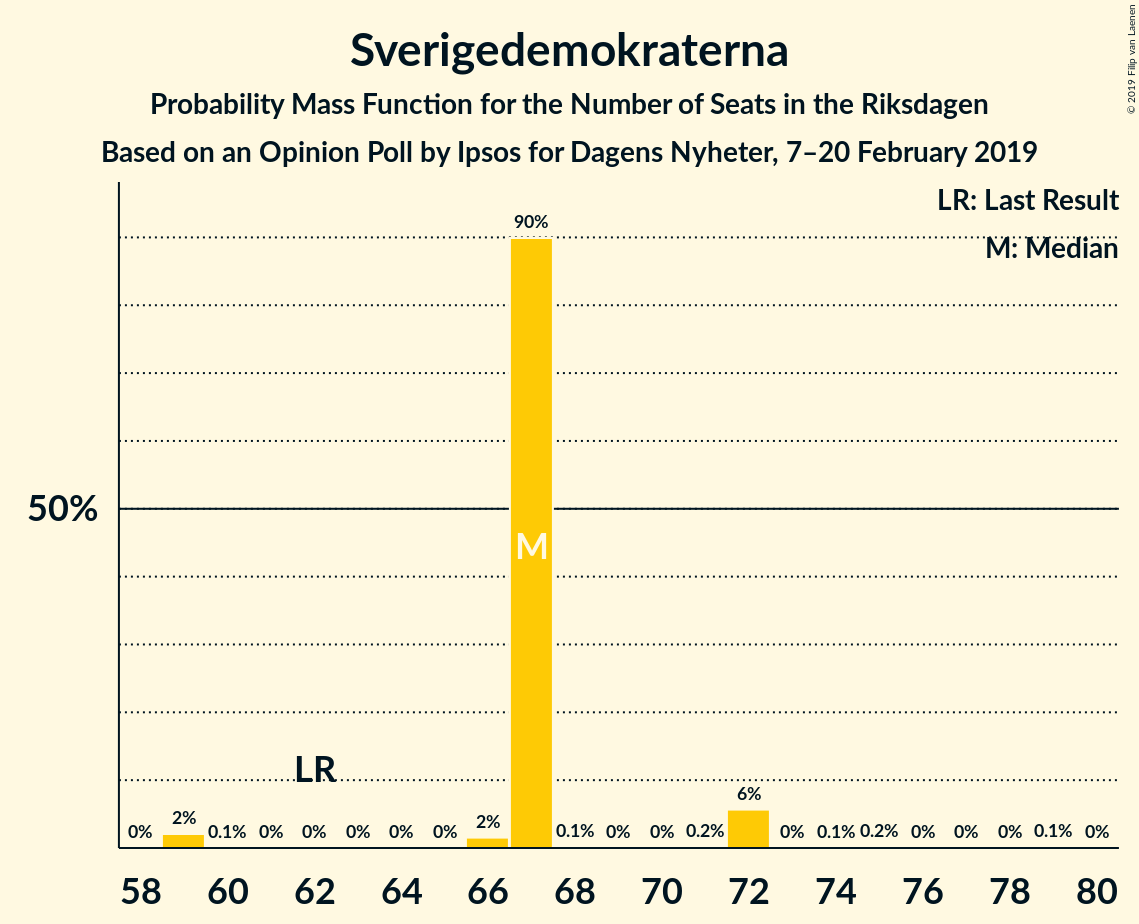 Sverigedemokraterna
Probability Mass Function for the Number of Seats in the Riksdagen
Based on an Opinion Poll by Ipsos for Dagens Nyheter, 7–20 February 2019
© 2019 Filip van Laenen
LR: Last Result
M: Median
90%
50%
M
LR
0% 2% 0.1% 0% 0% 0% 0% 0% 2% 0.1% 0% 0% 0.2% 6% 0% 0.1% 0.2% 0% 0% 0% 0.1% 0%
58 60 62 64 66 68 70 72 74 76 78 80